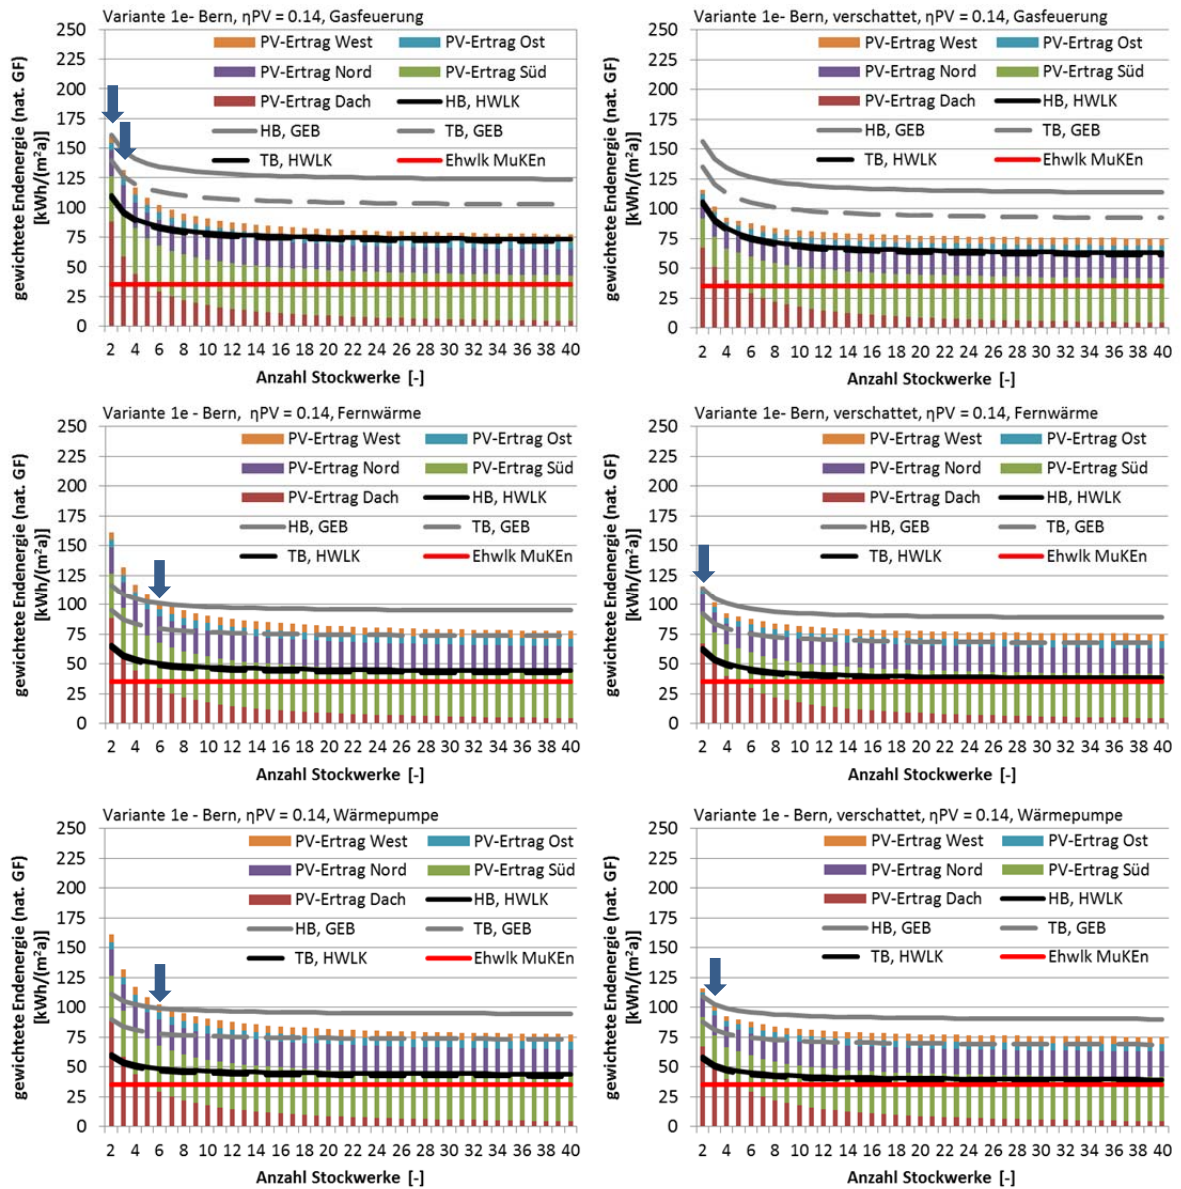 Variante 1e- Bern, ηPV = 0.14, Gasfeuerung
gewichtete Endenergie (nat. GF)
[kWh/(m²a)]
250
225
200
175
150
125
100
75
50
25
0
PV-Ertrag West
PV-Ertrag Ost
PV-Ertrag Nord
PV-Ertrag Süd
PV-Ertrag Dach
HB, HWLK
HB, GEB
TB, GEB
TB, HWLK
Ehwlk MuKEn
2 4 6 8 10 12 14 16 18 20 22 24 26 28 30 32 34 36 38 40
Anzahl Stockwerke [-]
Variante 1e- Bern, verschattet, ηPV = 0.14, Gasfeuerung
gewichtete Endenergie (nat. GF)
[kWh/(m²a)]
250
225
200
175
150
125
100
75
50
25
0
PV-Ertrag West
PV-Ertrag Ost
PV-Ertrag Nord
PV-Ertrag Süd
PV-Ertrag Dach
HB, HWLK
HB, GEB
TB, GEB
TB, HWLK
Ehwlk MuKEn
2 4 6 8 10 12 14 16 18 20 22 24 26 28 30 32 34 36 38 40
Anzahl Stockwerke [-]
Variante 1e - Bern, ηPV = 0.14, Fernwärme
gewichtete Endenergie (nat. GF)
[kWh/(m²a)]
250
225
200
175
150
125
100
75
50
25
0
PV-Ertrag West
PV-Ertrag Ost
PV-Ertrag Nord
PV-Ertrag Süd
PV-Ertrag Dach
HB, HWLK
HB, GEB
TB, GEB
TB, HWLK
Ehwlk MuKEn
2 4 6 8 10 12 14 16 18 20 22 24 26 28 30 32 34 36 38 40
Anzahl Stockwerke [-]
Variante 1e- Bern, verschattet, ηPV = 0.14, Fernwärme
gewichtete Endenergie (nat. GF)
[kWh/(m²a)]
250
225
200
175
150
125
100
75
50
25
0
PV-Ertrag West
PV-Ertrag Ost
PV-Ertrag Nord
PV-Ertrag Süd
PV-Ertrag Dach
HB, HWLK
HB, GEB
TB, GEB
TB, HWLK
Ehwlk MuKEn
2 4 6 8 10 12 14 16 18 20 22 24 26 28 30 32 34 36 38 40
Anzahl Stockwerke [-]
Variante 1e - Bern, ηPV = 0.14, Wärmepumpe
gewichtete Endenergie (nat. GF)
[kWh/(m²a)]
250
225
200
175
150
125
100
75
50
25
0
PV-Ertrag West
PV-Ertrag Ost
PV-Ertrag Nord
PV-Ertrag Süd
PV-Ertrag Dach
HB, HWLK
HB, GEB
TB, GEB
TB, HWLK
Ehwlk MuKEn
2 4 6 8 10 12 14 16 18 20 22 24 26 28 30 32 34 36 38 40
Anzahl Stockwerke [-]
Variante 1e - Bern, verschattet, ηPV = 0.14, Wärmepumpe
gewichtete Endenergie (nat. GF)
[kWh/(m²a)]
250
225
200
175
150
125
100
75
50
25
0
PV-Ertrag West
PV-Ertrag Ost
PV-Ertrag Nord
PV-Ertrag Süd
PV-Ertrag Dach
HB, HWLK
HB, GEB
TB, GEB
TB, HWLK
Ehwlk MuKEn
2 4 6 8 10 12 14 16 18 20 22 24 26 28 30 32 34 36 38 40
Anzahl Stockwerke [-]